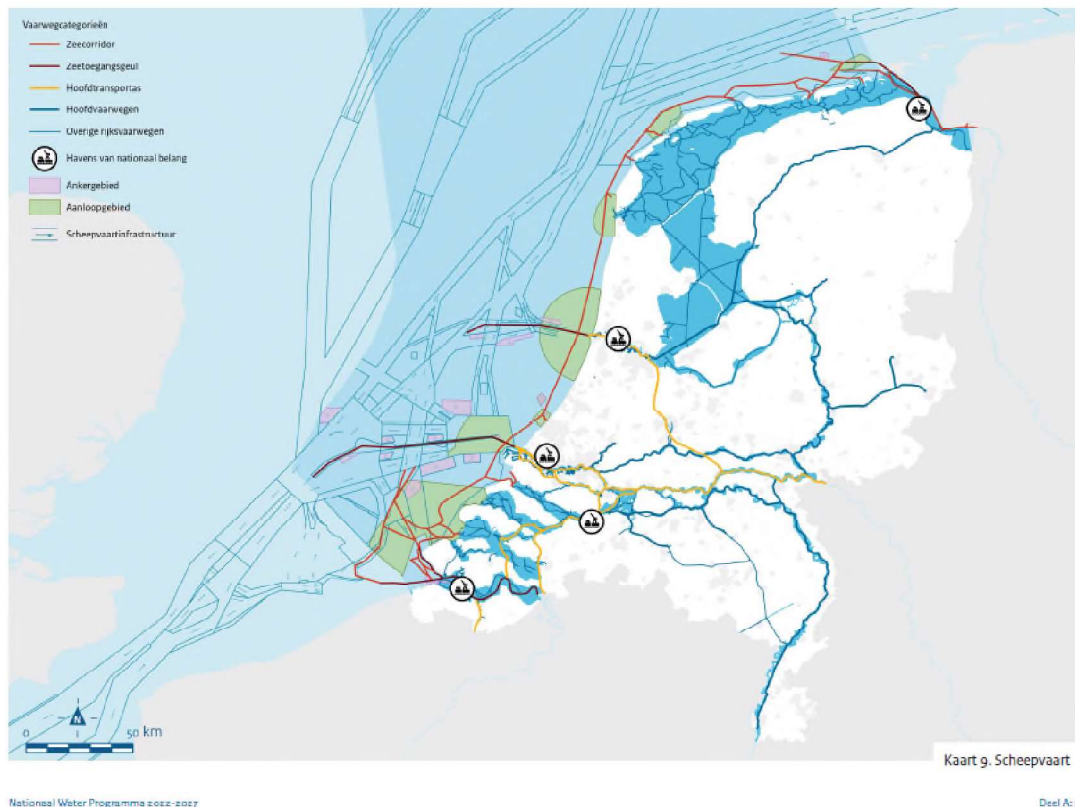 Vaarwegcategorieën
Zeecorridor
Zeetoegangsgeul
Hoofdtransportas
Hoofdvaarwegen
Overige rijksvaarwegen
Havens van nationaal belang
Ankergebied
Aanloopgebied
Scheepvaartinfrastructuur
N
0 50 km
Kaart 9. Scheepvaart
Nationaal Water Programma 2022-2027
Deel A: